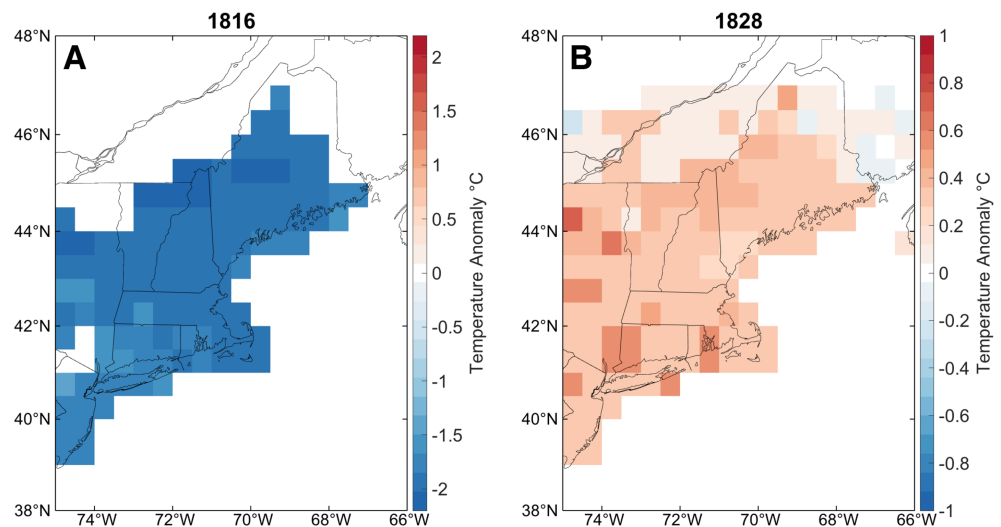 1816
A
48°N
46°N
44°N
42°N
40°N
38°N
74°W
72°W
70°W
68°W
66°W
2
1.5
1
0.5
0
-0.5
-1
-1.5
-2
Temperature Anomaly °C
1828
B
48°N
46°N
44°N
42°N
40°N
38°N
74°W
72°W
70°W
68°W
66°W
1
0.8
0.6
0.4
0.2
0
-0.2
-0.4
-0.6
-0.8
-1
Temperature Anomaly °C